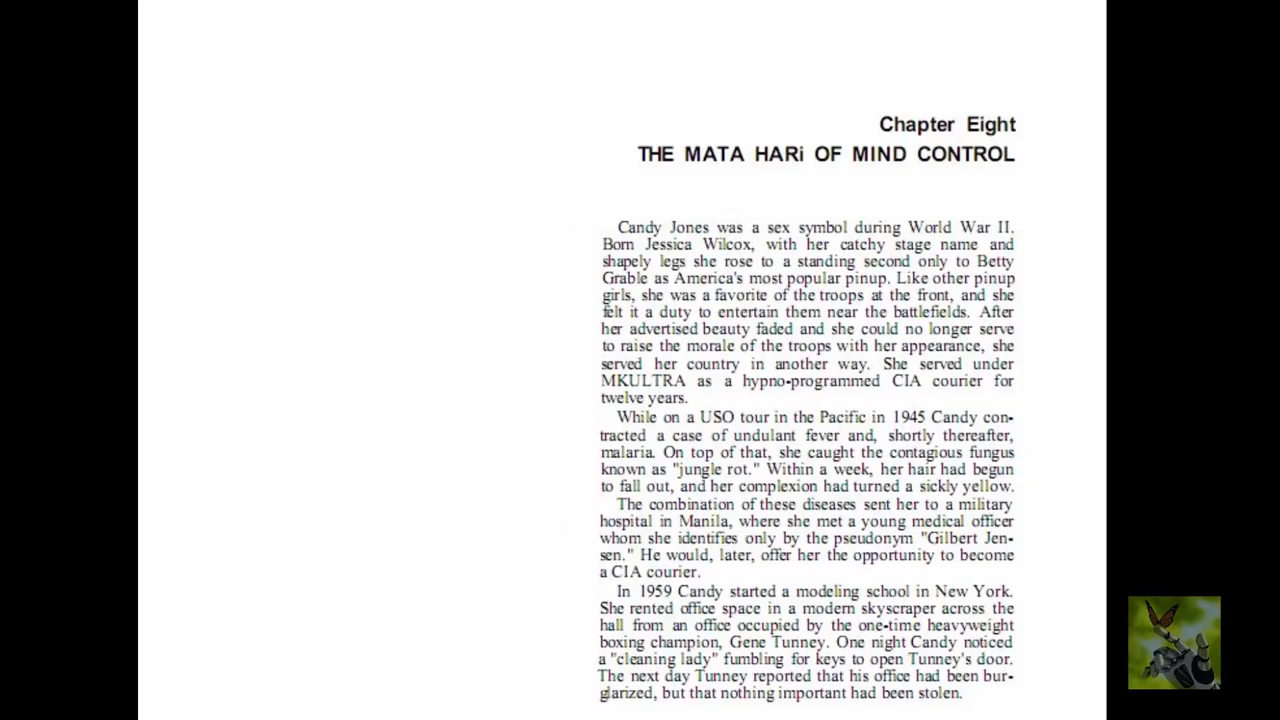 Chapter Eight
THE MATA HARi OF MIND CONTROL
Candy Jones was a sex symbol during World War II.
Born Jessica Wilcox, with her catchy stage name and
shapely legs she rose to a standing second only to Betty
Grable as America's most popular pinup. Like other pinup
girls, she was a favorite of the troops at the front, and she
felt it a duty to entertain them near the battlefields. After
her advertised beauty faded and she could no longer serve
to raise the morale of the troops with her appearance, she
served her country in another way. She served under
MKULTRA as a hypno-programmed CIA courier for
twelve years.
While on a USO tour in the Pacific in 1945 Candy con-
tracted a case of undulant fever and, shortly thereafter,
malaria. On top of that, she caught the contagious fungus
known as "jungle rot." Within a week, her hair had begun
to fall out, and her complexion had turned a sickly yellow.
The combination of these diseases sent her to a military
hospital in Manila, where she met a young medical officer
whom she identifies only by the pseudonym "Gilbert Jen-
sen." He would, later, offer her the opportunity to become
a CIA courier.
In 1959 Candy started a modeling school in New York.
She rented office space in a modern skyscraper across the
hall from an office occupied by the one-time heavyweight
boxing champion, Gene Tunney. One night Candy noticed
a "cleaning lady" fumbling for keys to open Tunney's door.
The next day Tunney reported that his office had been bur-
glarized, but that nothing important had been stolen.